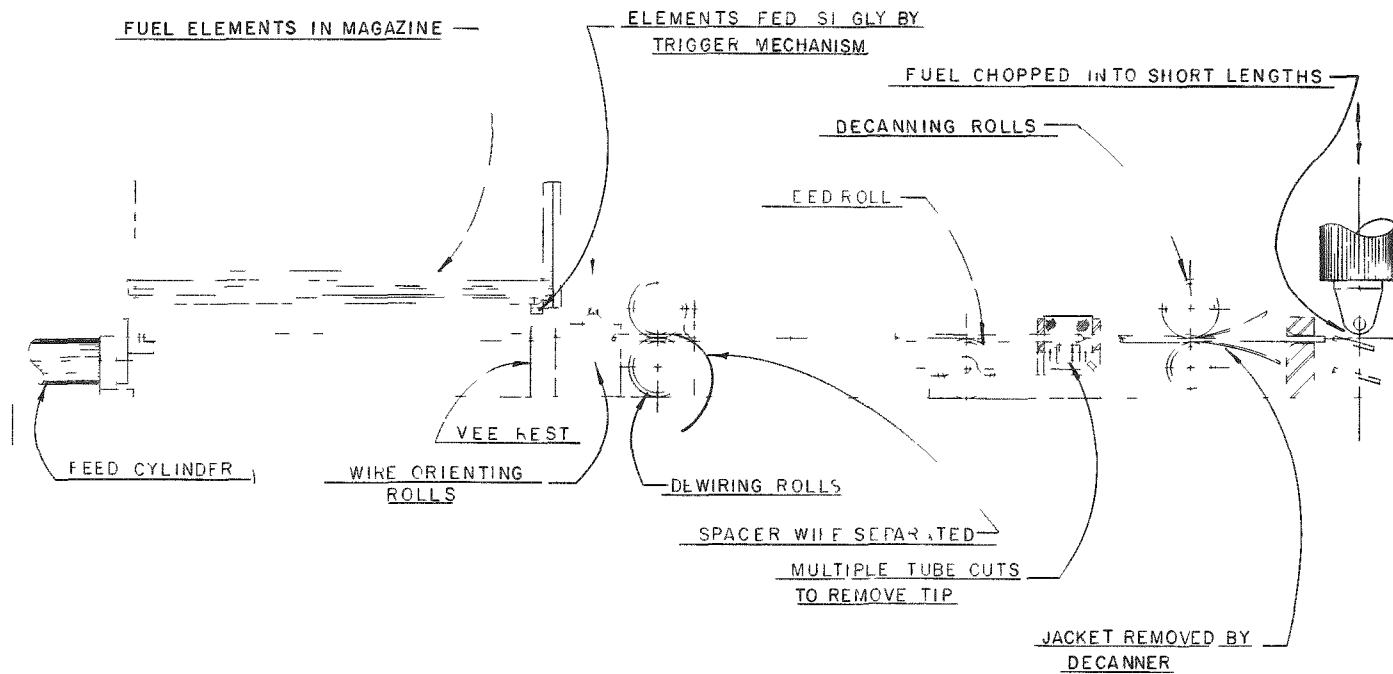 FUEL ELEMENTS IN MAGAZINE
ELEMENTS FED SI GLY BY
TRIGGER MECHANISM
FUEL CHOPPED INTO SHORT LENGTHS
DECANNING ROLLS
EED ROLL
VEE REST
FEED CYLINDER
WIRE ORIENTING
ROLLS
DEWIRING ROLLS
SPACER WIRE SEPARATED
MULTIPLE TUBE CUTS
TO REMOVE TIP
JACKET REMOVED BY
DECANNER